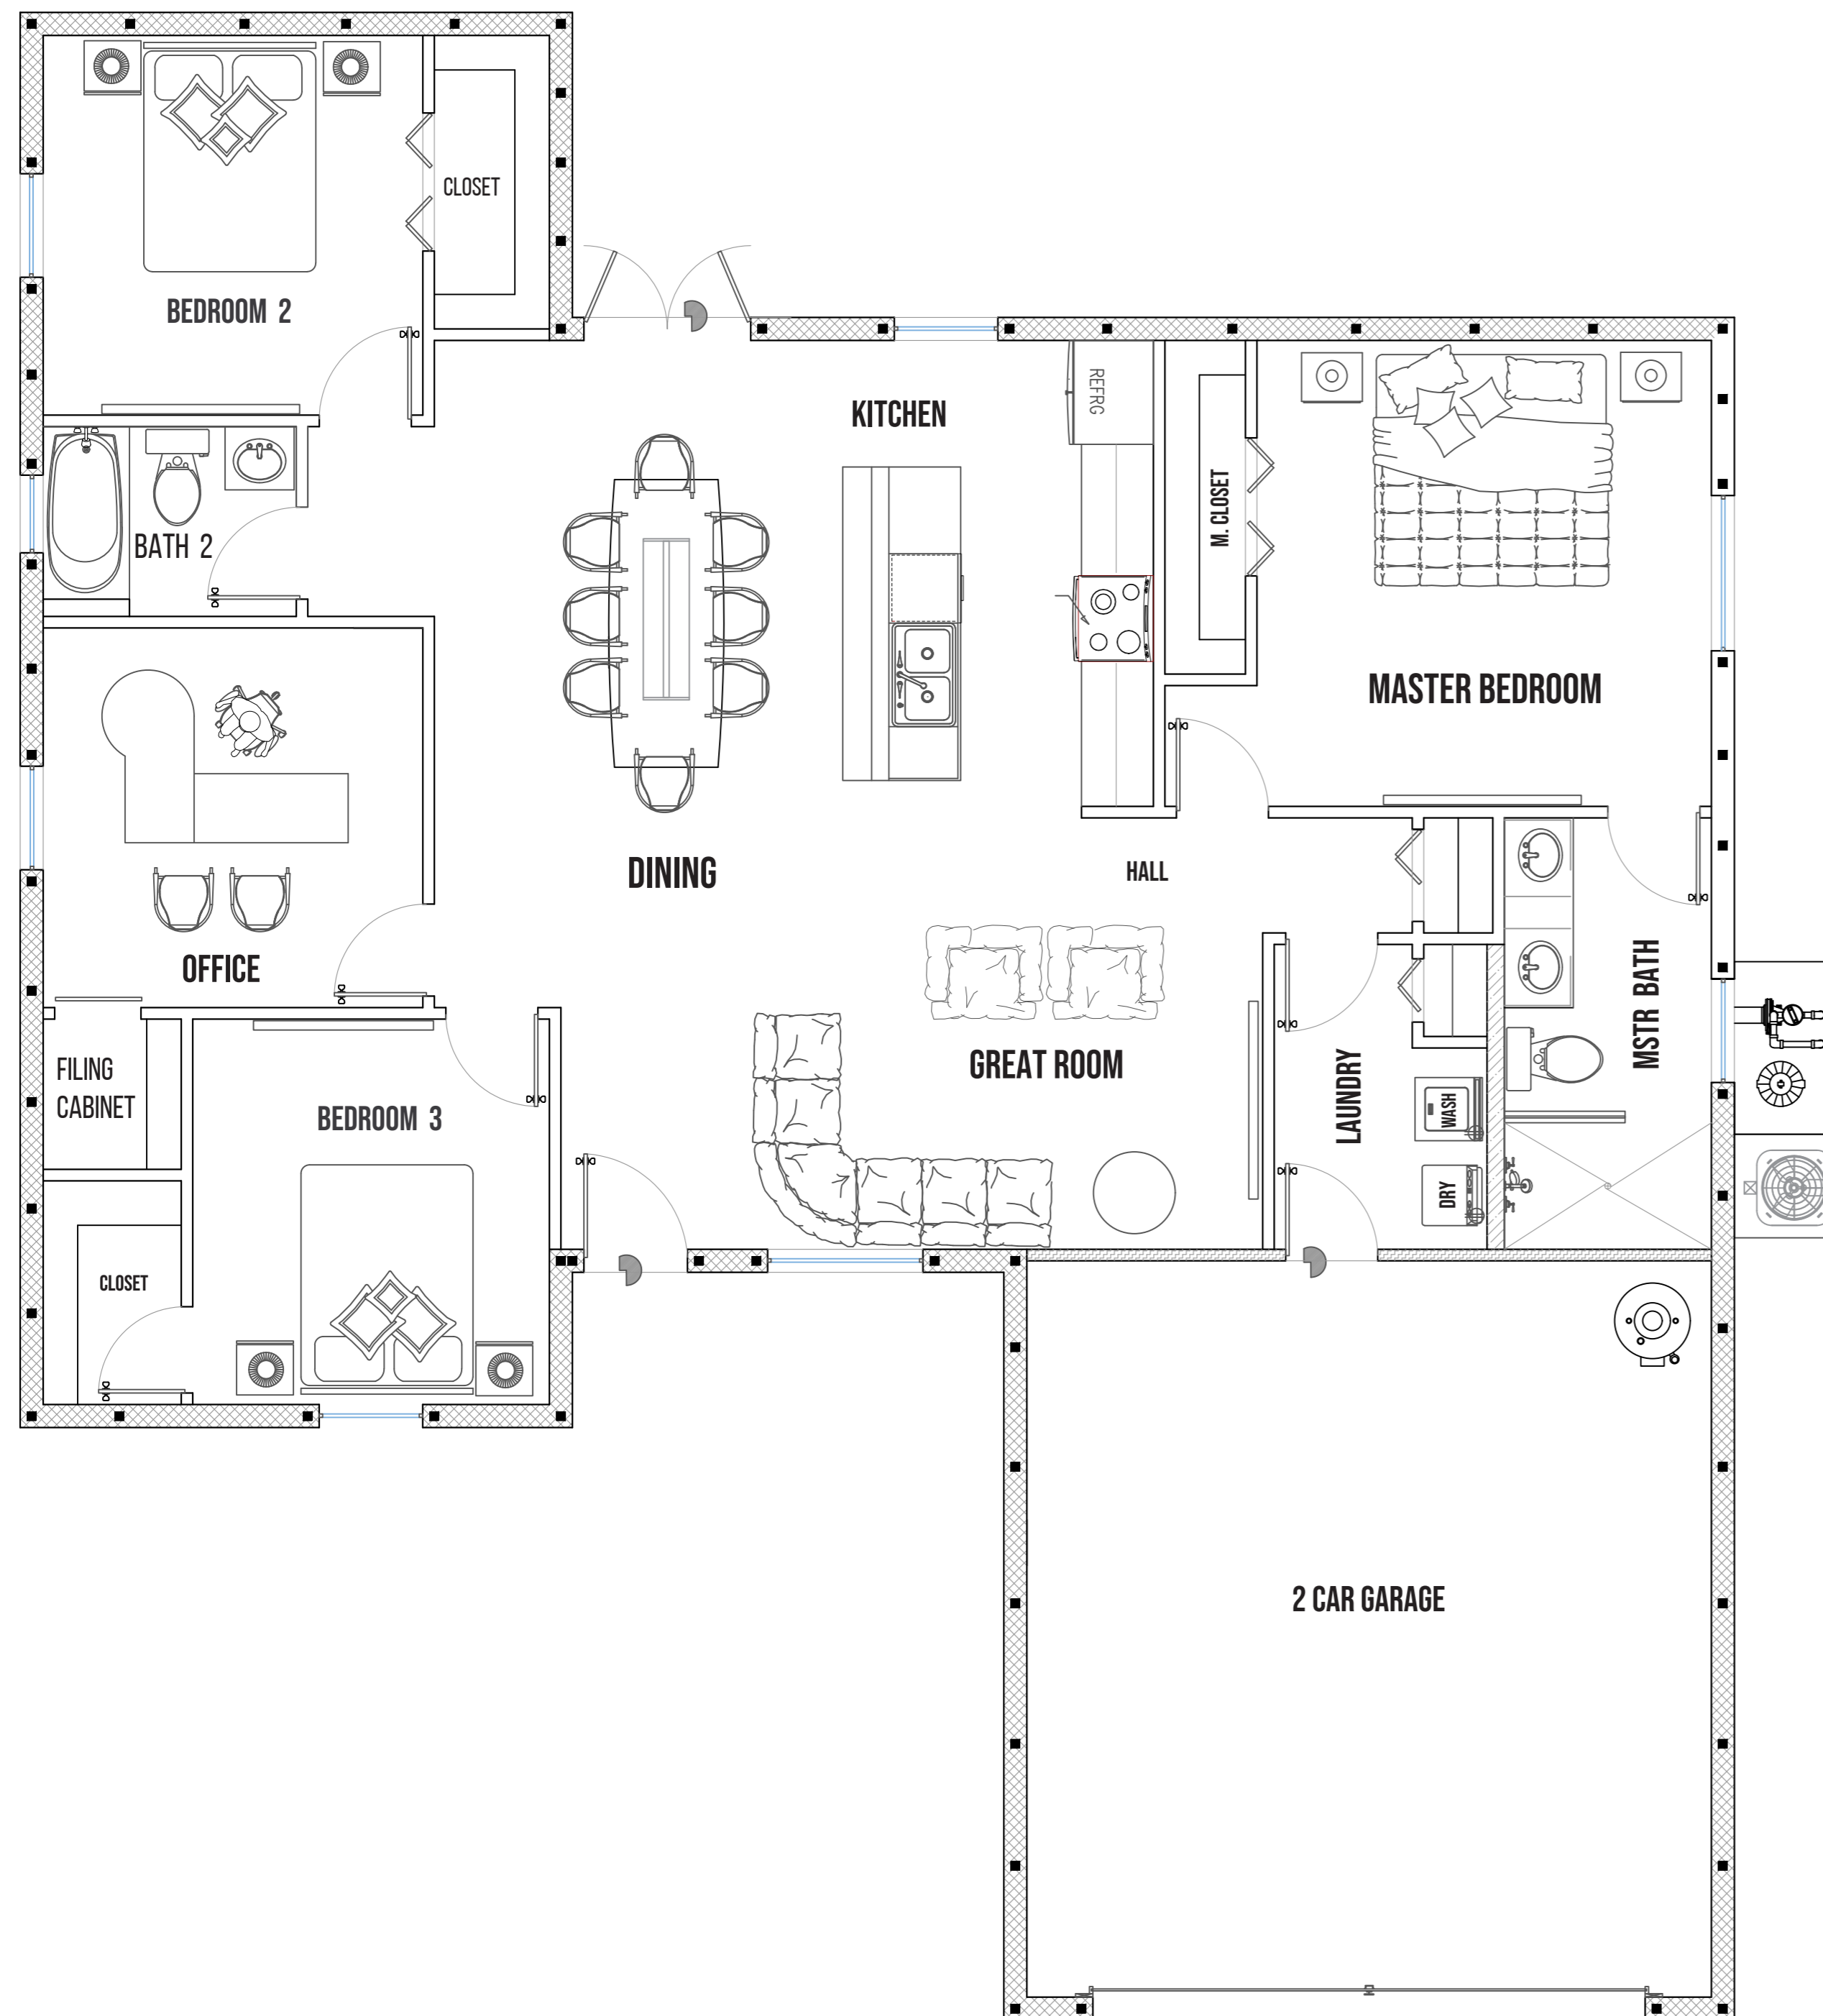 CLOSET
BEDROOM 2
REFRG
KITCHEN
M. CLOSET
BATH 2
MASTER BEDROOM
DINING
HALL
OFFICE
MSTR BATH
GREAT ROOM
FILING
CABINET
BEDROOM 3
LAUNDRY
WASH
DRY
CLOSET
2 CAR GARAGE